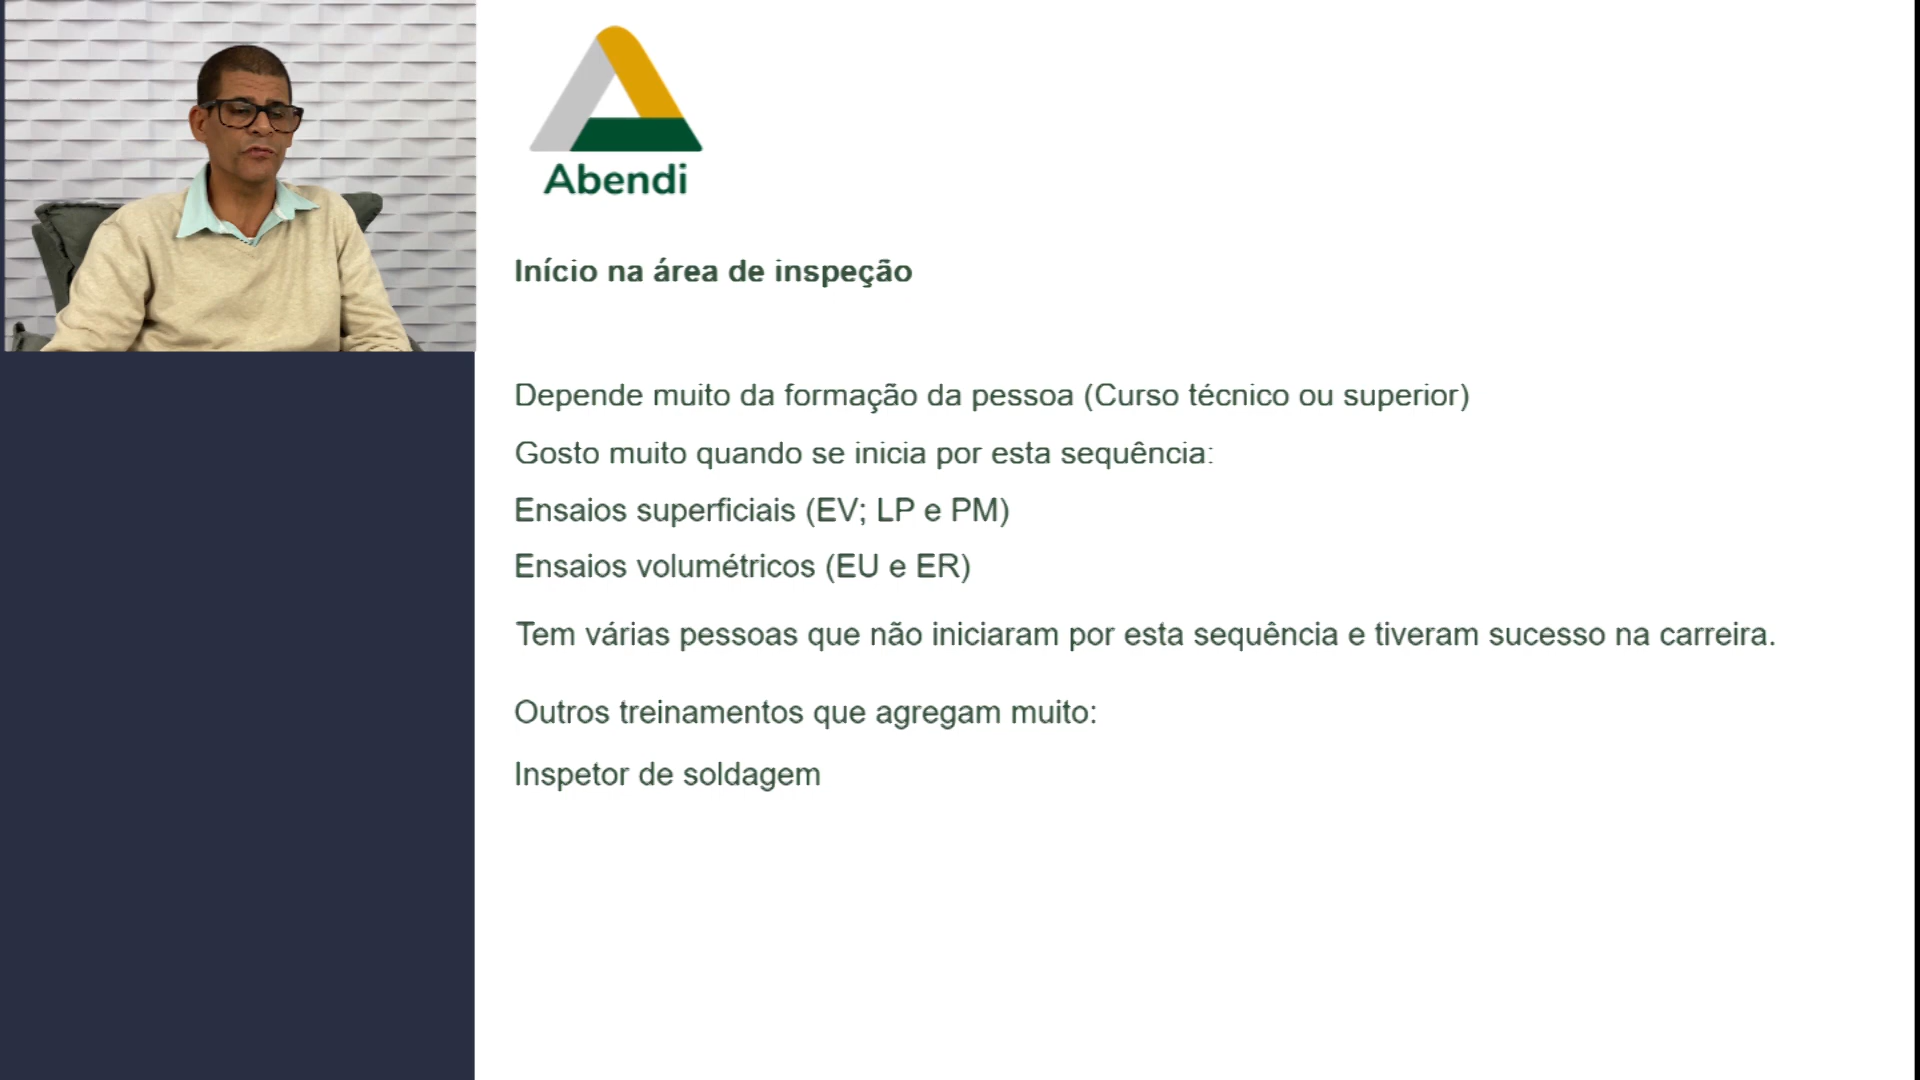 Abendi
Início na área de inspeção
Depende muito da formação da pessoa (Curso técnico ou superior)
Gosto muito quando se inicia por esta sequência:
Ensaios superficiais (EV; LP e PM)
Ensaios volumétricos (EU e ER)
Tem várias pessoas que não iniciaram por esta sequência e tiveram sucesso na carreira.
Outros treinamentos que agregam muito:
Inspetor de soldagem